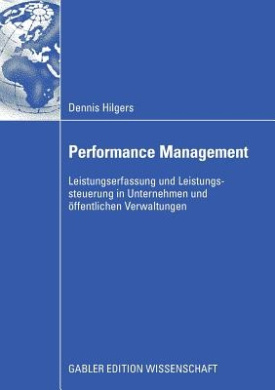 Dennis Hilgers
Performance Management
Leistungserfassung und Leistungs-
steuerung in Unternehmen und
öffentlichen Verwaltungen
GABLER EDITION WISSENSCHAFT